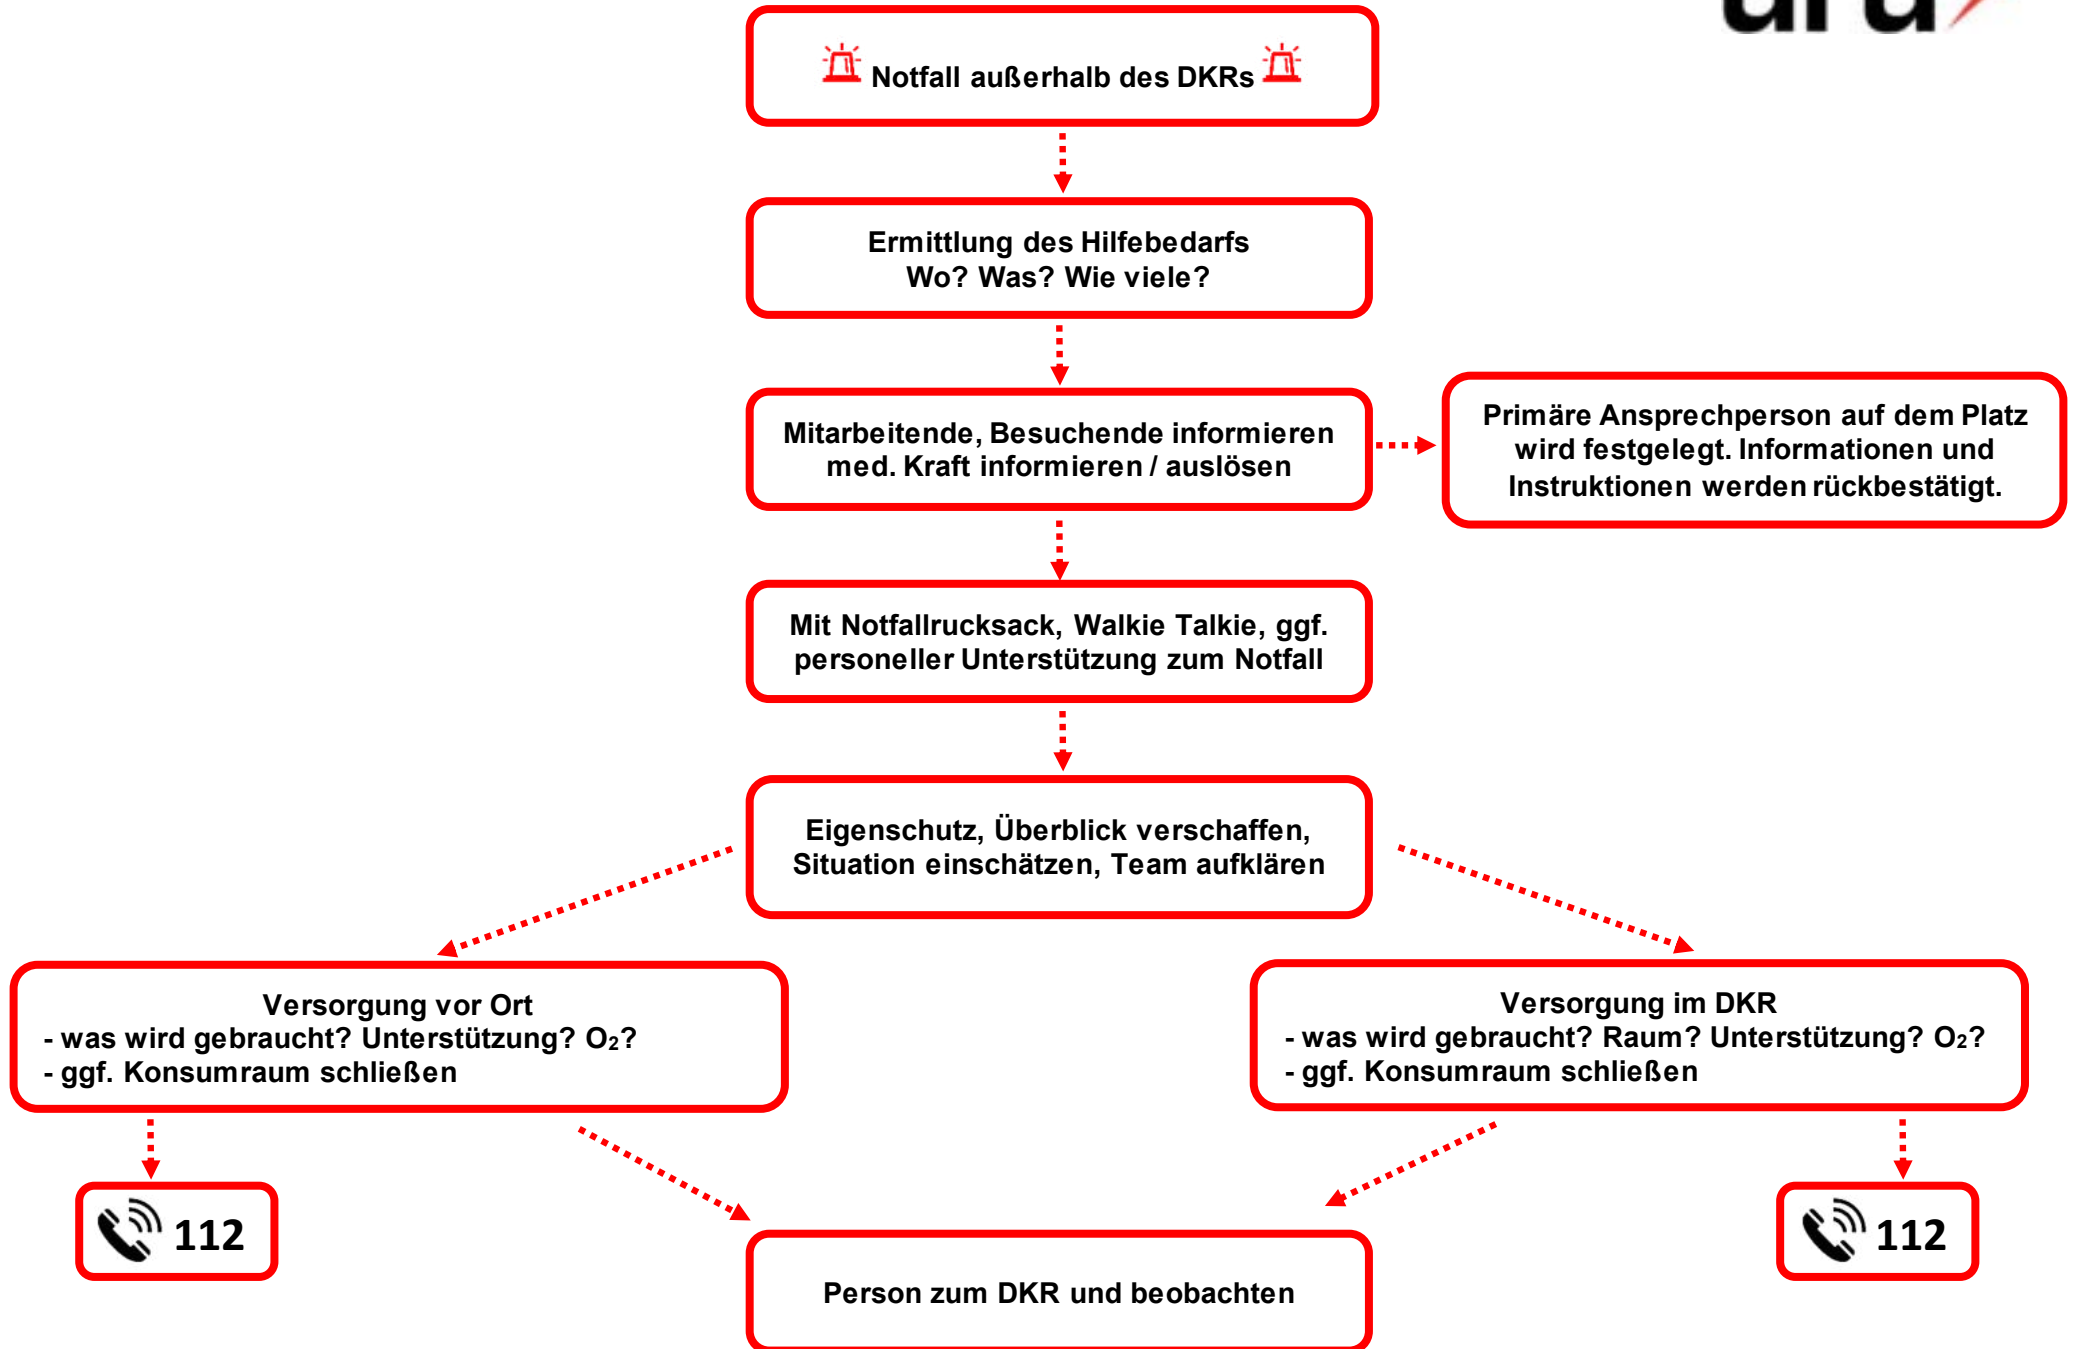 Notfall außerhalb des DKRs
Ermittlung des Hilfebedarfs
Wo? Was? Wie viele?
Mitarbeitende, Besuchende informieren
med. Kraft informieren / auslösen
Primäre Ansprechperson auf dem Platz
wird festgelegt. Informationen und
Instruktionen werden rückbestätigt.
Mit Notfallrucksack, Walkie Talkie, ggf.
personeller Unterstützung zum Notfall
Eigenschutz, Überblick verschaffen,
Situation einschätzen, Team aufklären
Versorgung vor Ort
- was wird gebraucht? Unterstützung? O₂?
- ggf. Konsumraum schließen
Versorgung im DKR
- was wird gebraucht? Raum? Unterstützung? O₂?
- ggf. Konsumraum schließen
112
112
Person zum DKR und beobachten